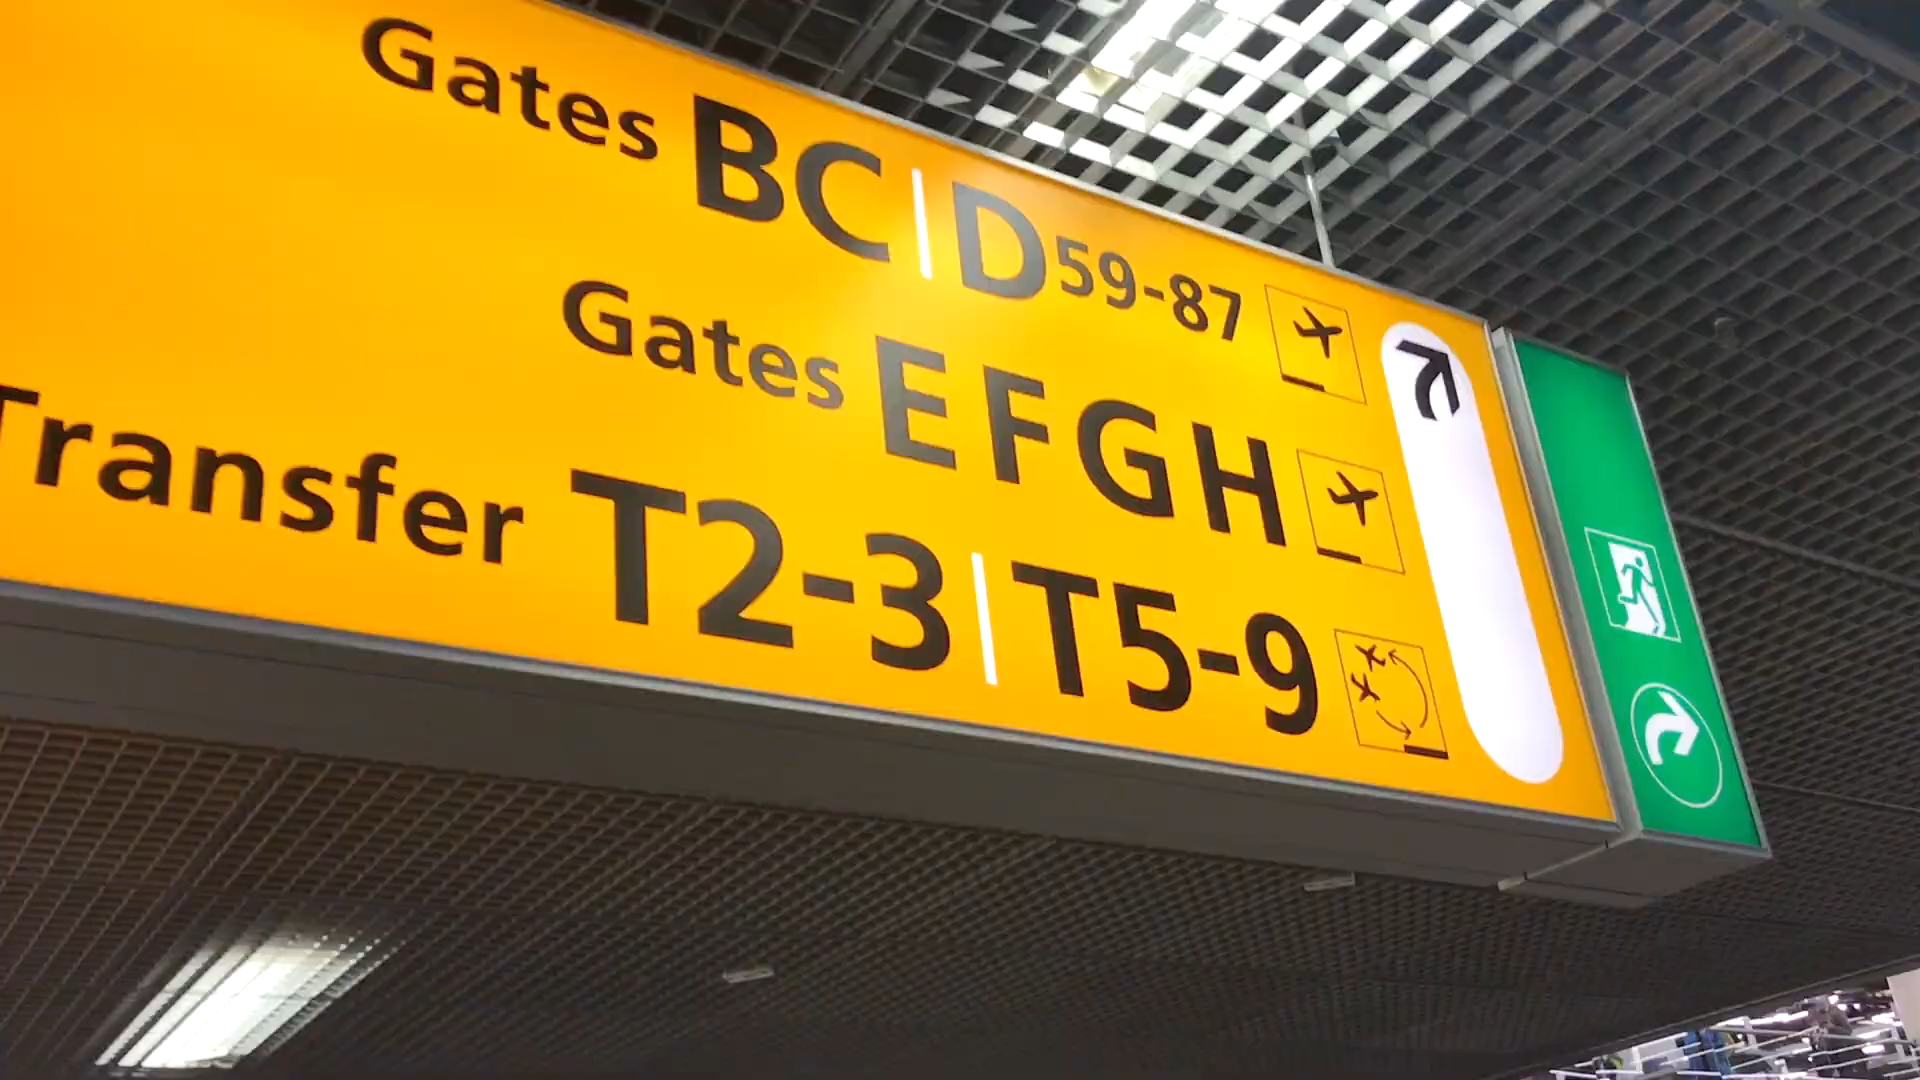 Gates BC | D59-87
Gates EFGH
Transfer T2-3 | T5-9